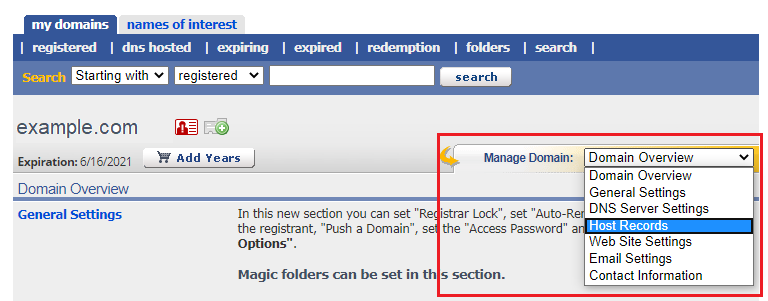 my domains names of interest
| registered | dns hosted | expiring | expired | redemption | folders | search |
Search Starting with registered search
example.com
Expiration: 6/16/2021 Add Years Manage Domain: Domain Overview
Domain Overview
General Settings
DNS Server Settings
Host Records
Web Site Settings
Email Settings
Contact Information
Domain Overview
General Settings In this new section you can set "Registrar Lock", set "Auto-Ren
the registrant, "Push a Domain", set the "Access Password" an
Options".
Magic folders can be set in this section.